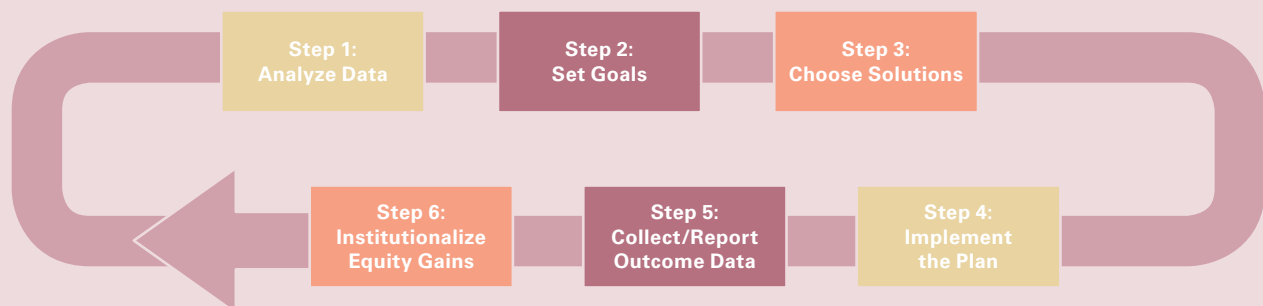 Step 1:
Analyze Data
Step 2:
Set Goals
Step 3:
Choose Solutions
Step 4:
Implement
the Plan
Step 5:
Collect/Report
Outcome Data
Step 6:
Institutionalize
Equity Gains